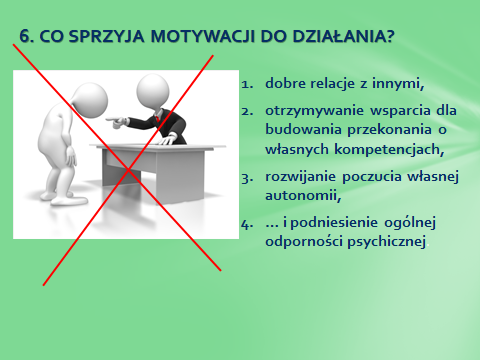 6. CO SPRZYJA MOTYWACJI DO DZIAŁANIA?
1. dobre relacje z innymi,
2. otrzymywanie wsparcia dla
budowania przekonania o
własnych kompetencjach,
3. rozwijanie poczucia własnej
autonomii,
4. ... i podniesienie ogólnej
odporności psychicznej